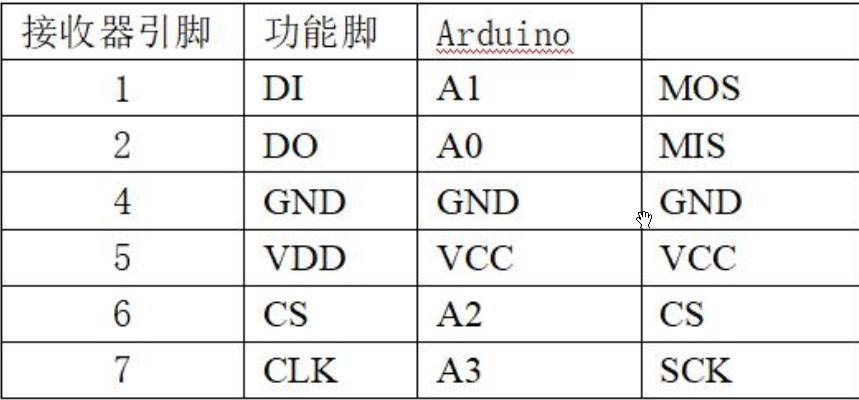 接收器引脚 功能脚 Arduino
1 DI A1 MOS
2 DO A0 MIS
4 GND GND GND
5 VDD VCC VCC
6 CS A2 CS
7 CLK A3 SCK